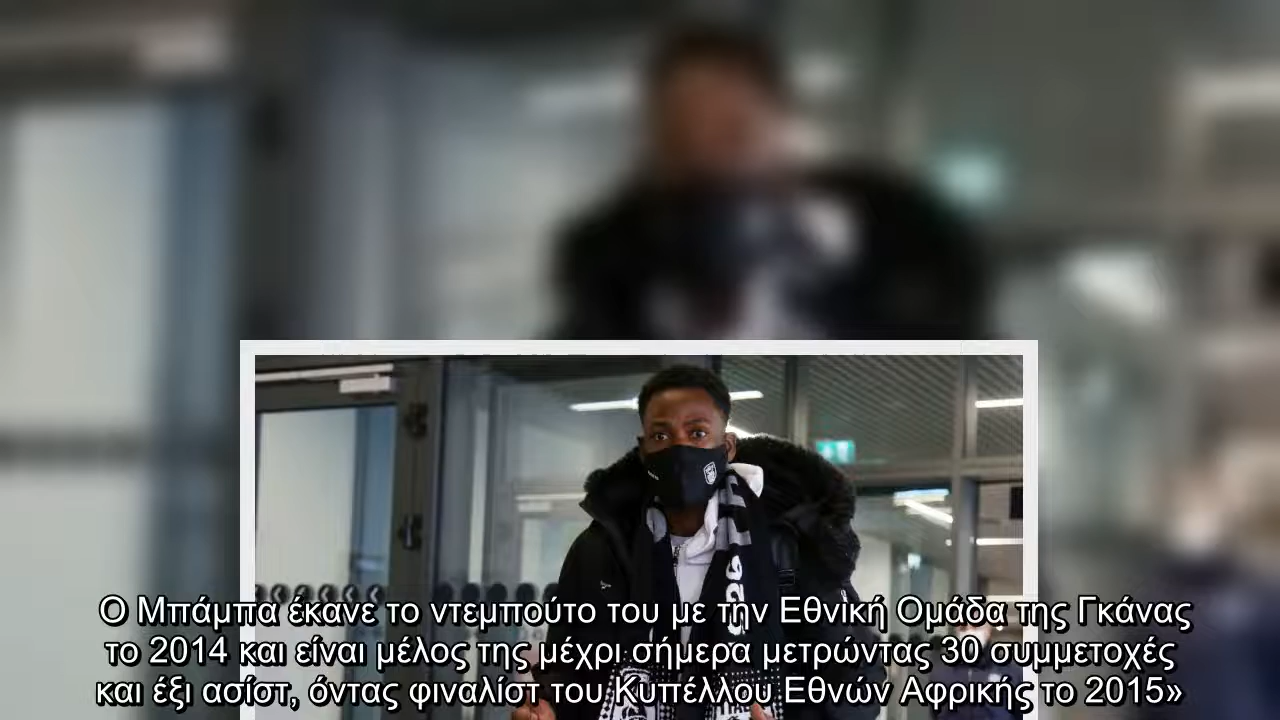 Ο Μπάμπα έκανε το ντεμπούτο του με την Εθνική Ομάδα της Γκάνας
το 2014 και είναι μέλος της μέχρι σήμερα μετρώντας 30 συμμετοχές
και έξι ασίστ, όντας φιναλίστ του Κυπέλλου Εθνών Αφρικής το 2015»